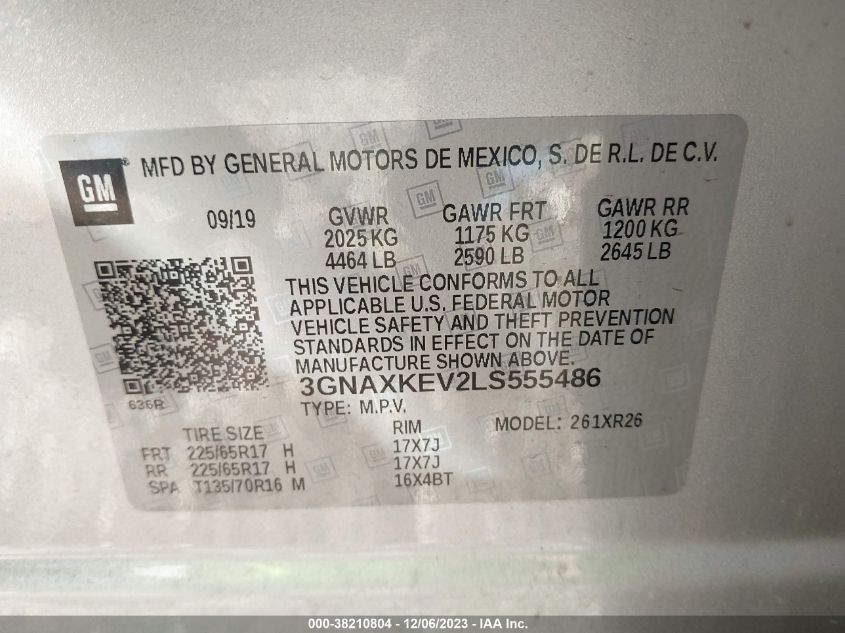 GM
MFD BY GENERAL MOTORS DE MEXICO, S. DE R.L. DE C.V.
09/19 GVWR GAWR FRT GAWR RR
2025 KG 1175 KG 1200 KG
4464 LB 2590 LB 2645 LB
THIS VEHICLE CONFORMS TO ALL
APPLICABLE U.S. FEDERAL MOTOR
VEHICLE SAFETY AND THEFT PREVENTION
STANDARDS IN EFFECT ON THE DATE OF
MANUFACTURE SHOWN ABOVE.
3GNAXKEV2LS555486
636R
TYPE: M.P.V. MODEL: 261XR26
TIRE SIZE RIM
FRT 225/65R17 H 17X7J
RR 225/65R17 H 17X7J
SPA T135/70R16 M 16X4BT
000-38210804 - 12/06/2023 - IAA Inc.